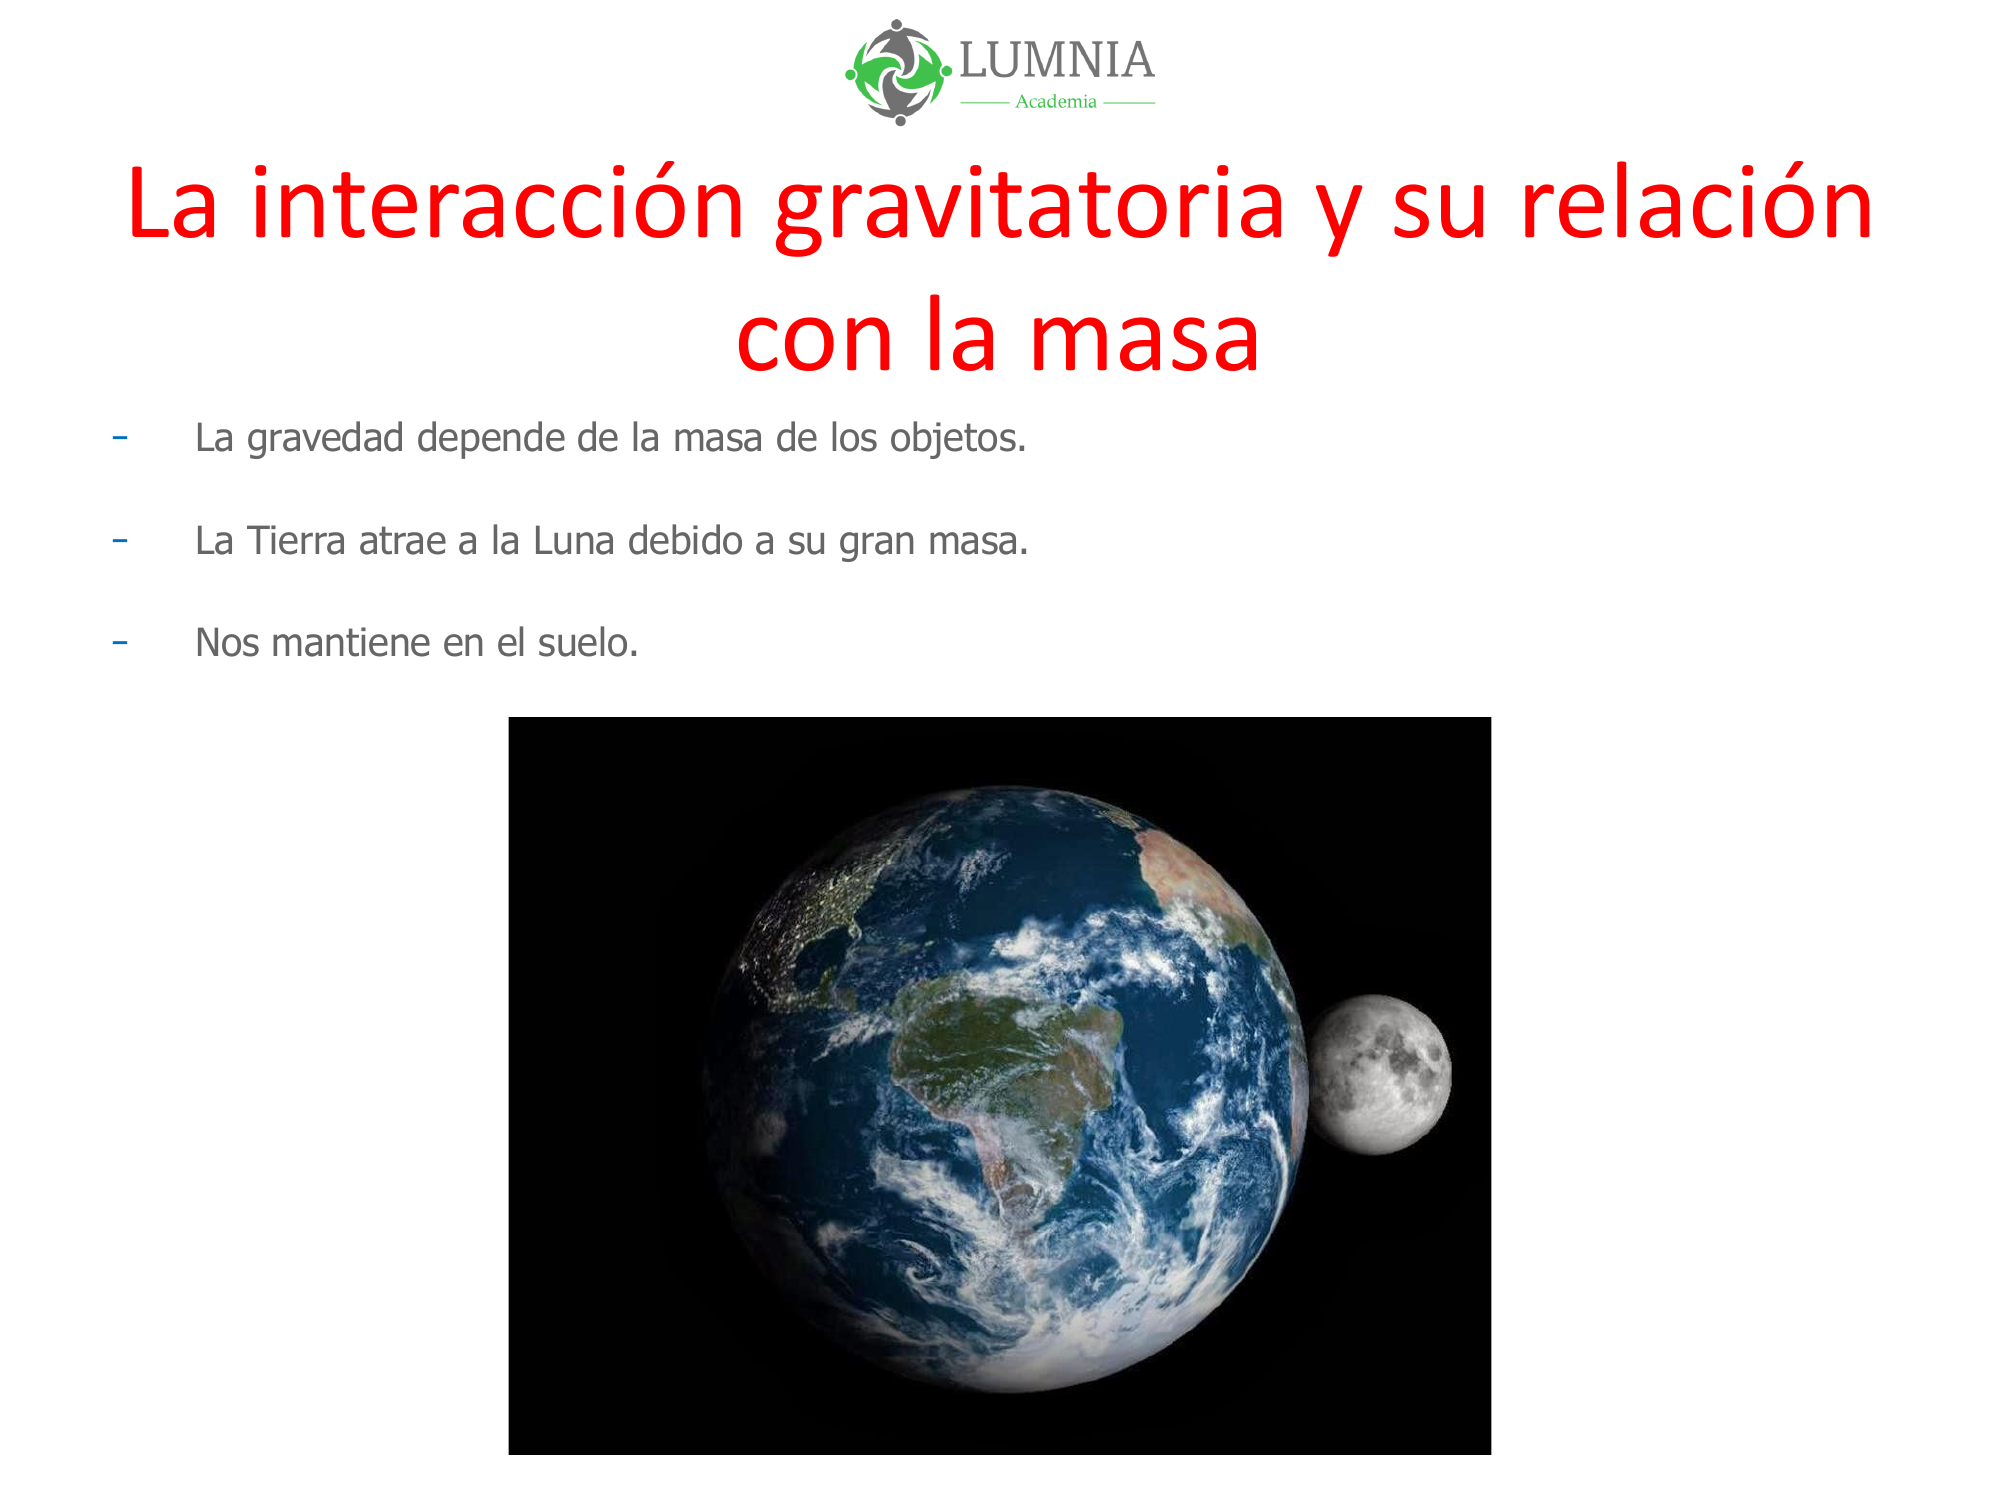 LUMNIA
Academia
La interacción gravitatoria y su relación
con la masa
- La gravedad depende de la masa de los objetos.
- La Tierra atrae a la Luna debido a su gran masa.
- Nos mantiene en el suelo.